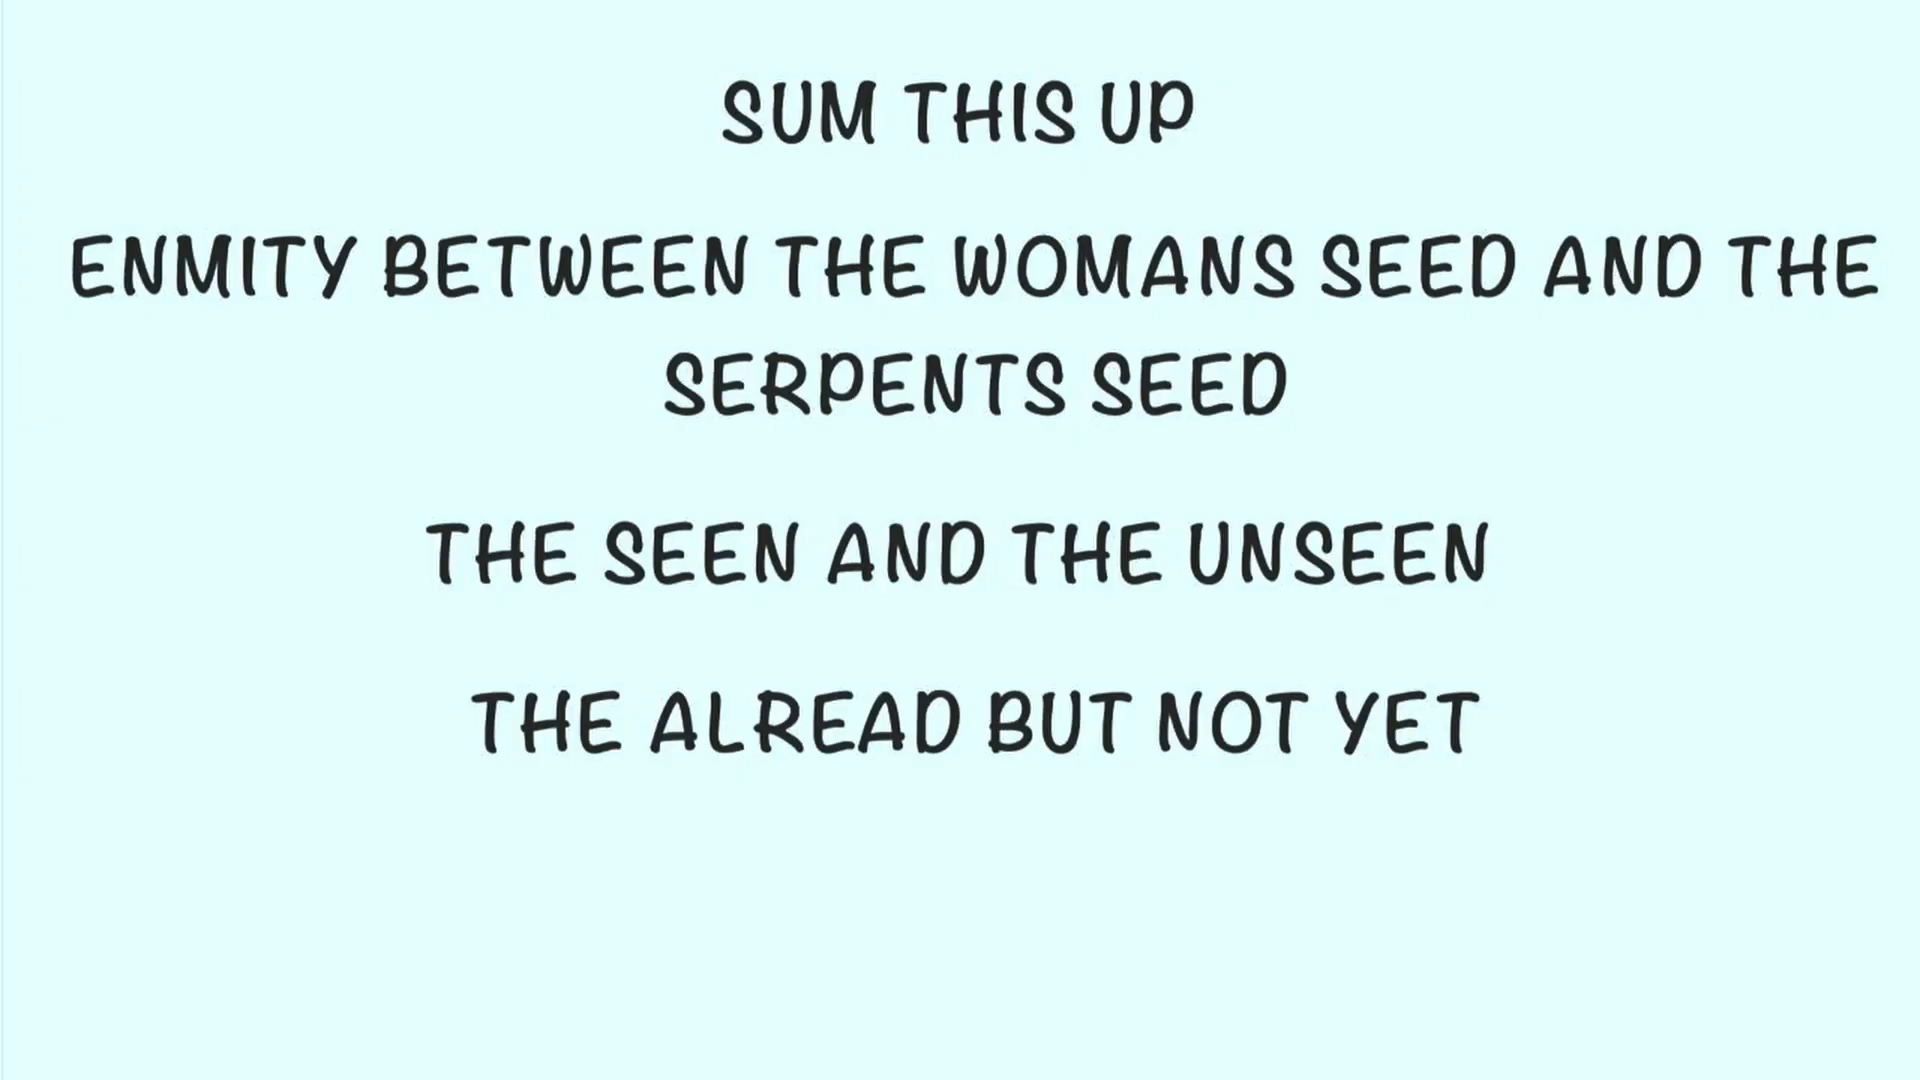 SUM THIS UP
ENMITY BETWEEN THE WOMANS SEED AND THE
SERPENTS SEED
THE SEEN AND THE UNSEEN
THE ALREAD BUT NOT YET